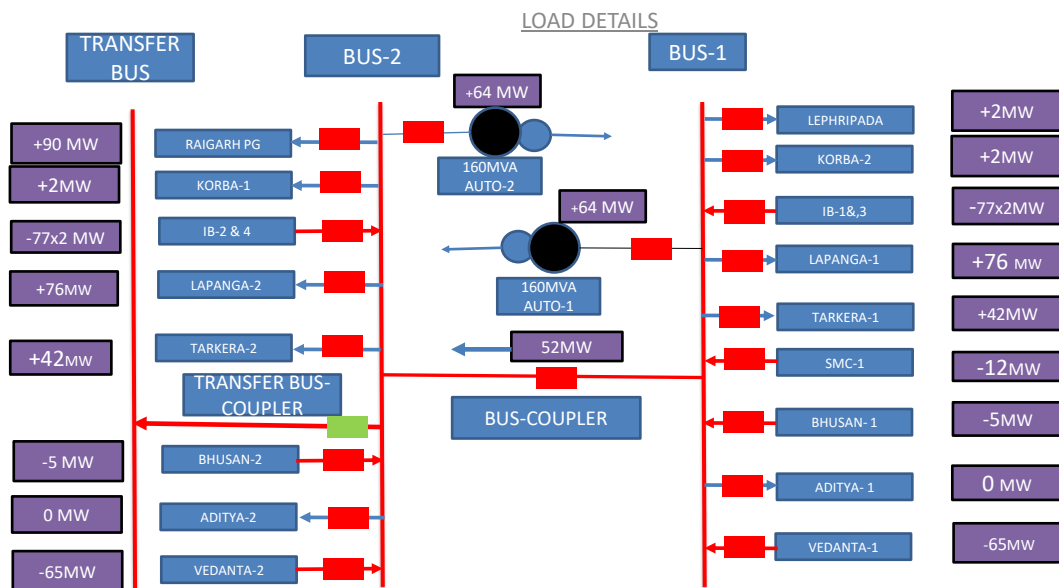 LOAD DETAILS
TRANSFER
BUS
BUS-2
BUS-1
+64 MW
+2MW
LEPHRIPADA
+90 MW
RAIGARH PG
160MVA
AUTO-2
KORBA-2
+2MW
+2MW
KORBA-1
+64 MW
IB-1&,3
-77x2MW
-77x2 MW
IB-2 & 4
LAPANGA-1
+76 MW
+76MW
LAPANGA-2
160MVA
AUTO-1
TARKERA-1
+42MW
+42MW
TARKERA-2
52MW
SMC-1
-12MW
TRANSFER BUS-
COUPLER
BUS-COUPLER
BHUSAN- 1
-5MW
-5 MW
BHUSAN-2
ADITYA- 1
0 MW
0 MW
ADITYA-2
VEDANTA-1
-65MW
-65MW
VEDANTA-2